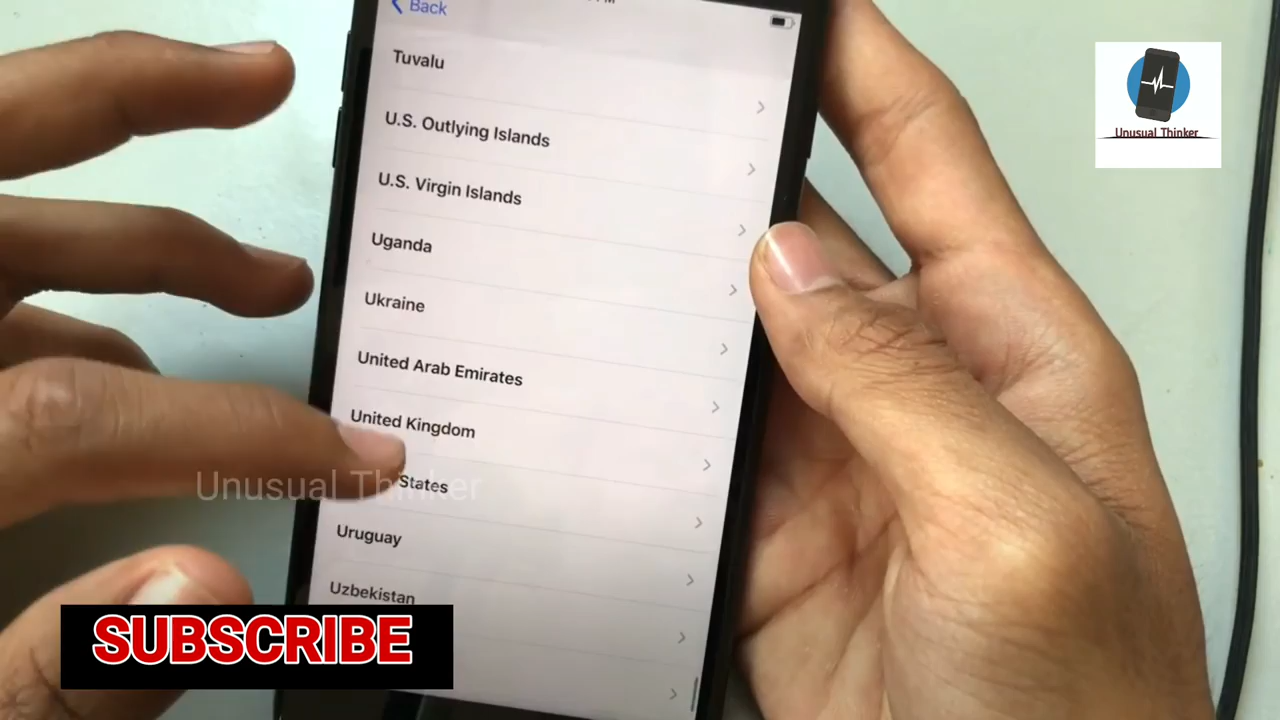 Back
Tuvalu
U.S. Outlying Islands
U.S. Virgin Islands
Uganda
Ukraine
United Arab Emirates
United Kingdom
States
Uruguay
Uzbekistan
Unusual Thinker
Unusual Thinker
SUBSCRIBE